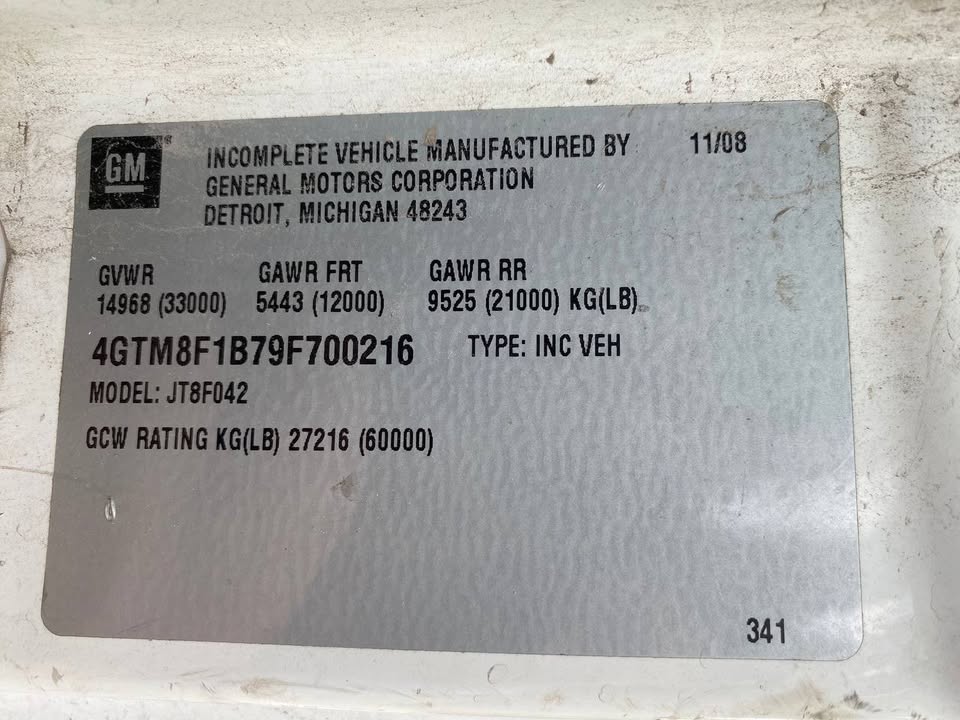 GM
INCOMPLETE VEHICLE MANUFACTURED BY 11/08
GENERAL MOTORS CORPORATION
DETROIT, MICHIGAN 48243
GVWR GAWR FRT GAWR RR
14968 (33000) 5443 (12000) 9525 (21000) KG(LB)
4GTM8F1B79F700216 TYPE: INC VEH
MODEL: JT8F042
GCW RATING KG(LB) 27216 (60000)
341